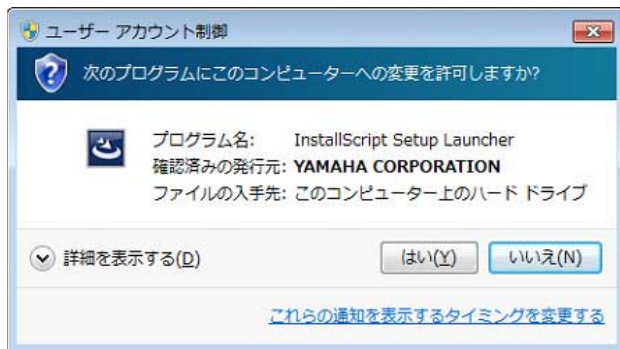 ユーザー アカウント制御
次のプログラムにこのコンピューターへの変更を許可しますか?
プログラム名: InstallScript Setup Launcher
確認済みの発行元: YAMAHA CORPORATION
ファイルの入手先: このコンピューター上のハード ドライブ
詳細を表示する(D) はい(Y) いいえ(N)
これらの通知を表示するタイミングを変更する